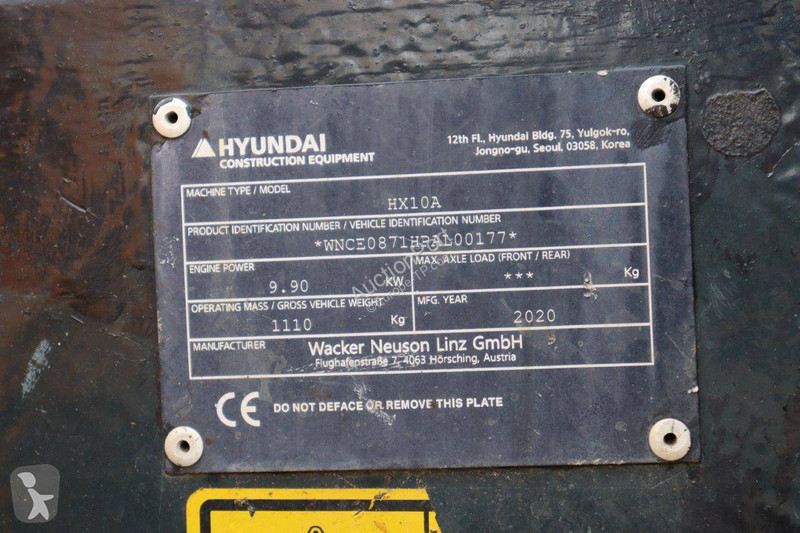 HYUNDAI
CONSTRUCTION EQUIPMENT
12th FL., Hyundai Bldg. 75, Yulgok-ro,
Jongno-gu, Seoul, 03058, Korea
MACHINE TYPE / MODEL
HX10A
PRODUCT IDENTIFICATION NUMBER / VEHICLE IDENTIFICATION NUMBER
*WNCE0871HPAL00177*
ENGINE POWER
9.90 KW
MAX. AXLE LOAD (FRONT / REAR)
*** Kg
OPERATING MASS / GROSS VEHICLE WEIGHT
1110 Kg
MFG. YEAR
2020
MANUFACTURER
Wacker Neuson Linz GmbH
Flughafenstraße 7, 4063 Hörsching, Austria
CE DO NOT DEFACE OR REMOVE THIS PLATE